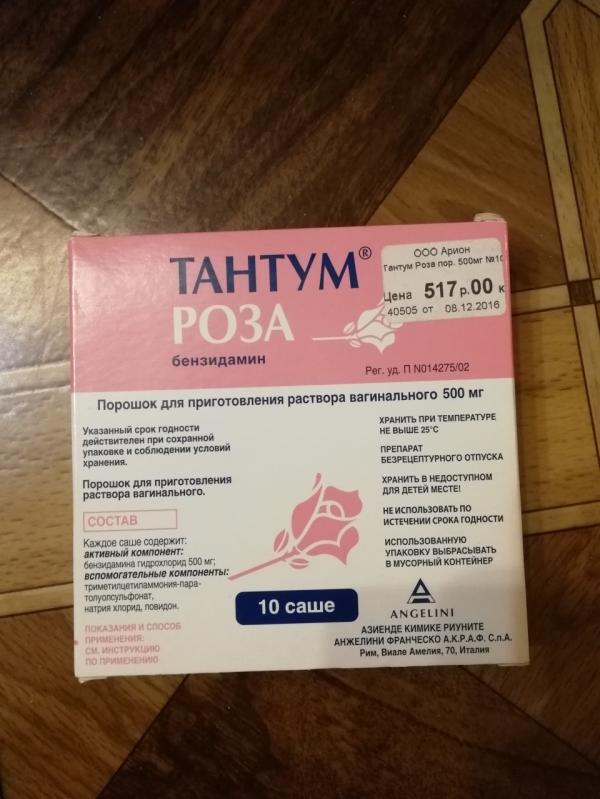 ТАНТУМ®
РОЗА
бензидамин
ООО Арион
Тантум Роза пор. 500мг №10
Цена 517р.00 к
40505 от 08.12.2016
Рег. уд. П N014275/02
Порошок для приготовления раствора вагинального 500 мг
Указанный срок годности
действителен при сохранной
упаковке и соблюдении условий
хранения.
Порошок для приготовления
раствора вагинального.
СОСТАВ
Каждое саше содержит:
активный компонент:
бензидамина гидрохлорид 500 мг;
вспомогательные компоненты:
триметилцетиламмония-пара-
толуолсульфонат,
натрия хлорид, повидон.
ПОКАЗАНИЯ И СПОСОБ
ПРИМЕНЕНИЯ:
СМ. ИНСТРУКЦИЮ
ПО ПРИМЕНЕНИЮ
ХРАНИТЬ ПРИ ТЕМПЕРАТУРЕ
НЕ ВЫШЕ 25°C
ПРЕПАРАТ
БЕЗРЕЦЕПТУРНОГО ОТПУСКА
ХРАНИТЬ В НЕДОСТУПНОМ
ДЛЯ ДЕТЕЙ МЕСТЕ!
НЕ ИСПОЛЬЗОВАТЬ ПО
ИСТЕЧЕНИИ СРОКА ГОДНОСТИ
ИСПОЛЬЗОВАННУЮ
УПАКОВКУ ВЫБРАСЫВАТЬ
В МУСОРНЫЙ КОНТЕЙНЕР
10 саше
ANGELINI
АЗИЕНДЕ КИМИКЕ РИУНИТЕ
АНЖЕЛИНИ ФРАНЧЕСКО А.К.Р.А.Ф. С.п.А.
Рим, Виале Амелия, 70, Италия